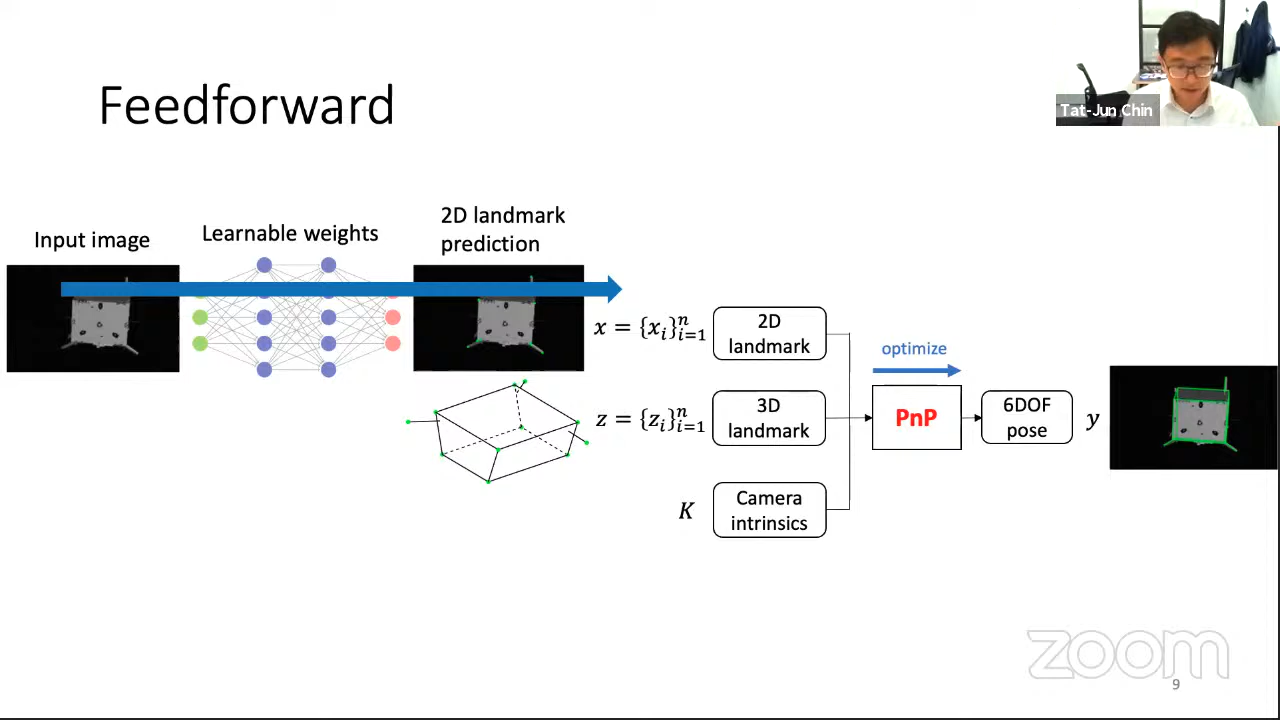 Tat-Jun Chin
Feedforward
Input image
Learnable weights
2D landmark
prediction
x = {x_i}_{i=1}^n
2D
landmark
optimize
z = {z_i}_{i=1}^n
3D
landmark
PnP
6DOF
pose
y
K
Camera
intrinsics
zoom
9